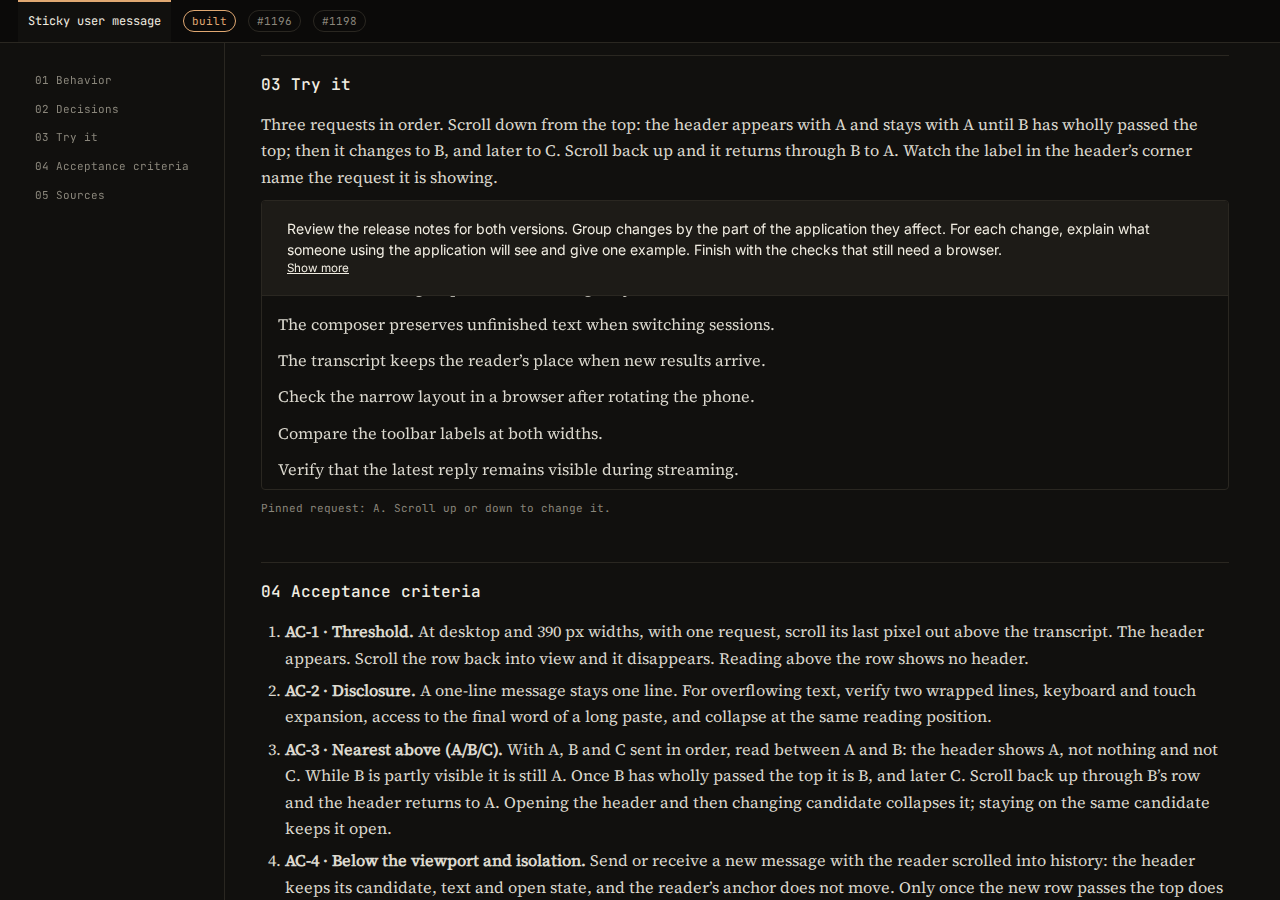 Sticky user message
built
#1196
#1198
01 Behavior
02 Decisions
03 Try it
04 Acceptance criteria
05 Sources
03 Try it
Three requests in order. Scroll down from the top: the header appears with A and stays with A until B has wholly passed the
top; then it changes to B, and later to C. Scroll back up and it returns through B to A. Watch the label in the header’s corner
name the request it is showing.
Review the release notes for both versions. Group changes by the part of the application they affect. For each change, explain what
someone using the application will see and give one example. Finish with the checks that still need a browser.
Show more
The composer preserves unfinished text when switching sessions.
The transcript keeps the reader’s place when new results arrive.
Check the narrow layout in a browser after rotating the phone.
Compare the toolbar labels at both widths.
Verify that the latest reply remains visible during streaming.
Pinned request: A. Scroll up or down to change it.
04 Acceptance criteria
1. AC-1 · Threshold. At desktop and 390 px widths, with one request, scroll its last pixel out above the transcript. The header
appears. Scroll the row back into view and it disappears. Reading above the row shows no header.
2. AC-2 · Disclosure. A one-line message stays one line. For overflowing text, verify two wrapped lines, keyboard and touch
expansion, access to the final word of a long paste, and collapse at the same reading position.
3. AC-3 · Nearest above (A/B/C). With A, B and C sent in order, read between A and B: the header shows A, not nothing and not
C. While B is partly visible it is still A. Once B has wholly passed the top it is B, and later C. Scroll back up through B’s row
and the header returns to A. Opening the header and then changing candidate collapses it; staying on the same candidate
keeps it open.
4. AC-4 · Below the viewport and isolation. Send or receive a new message with the reader scrolled into history: the header
keeps its candidate, text and open state, and the reader’s anchor does not move. Only once the new row passes the top does